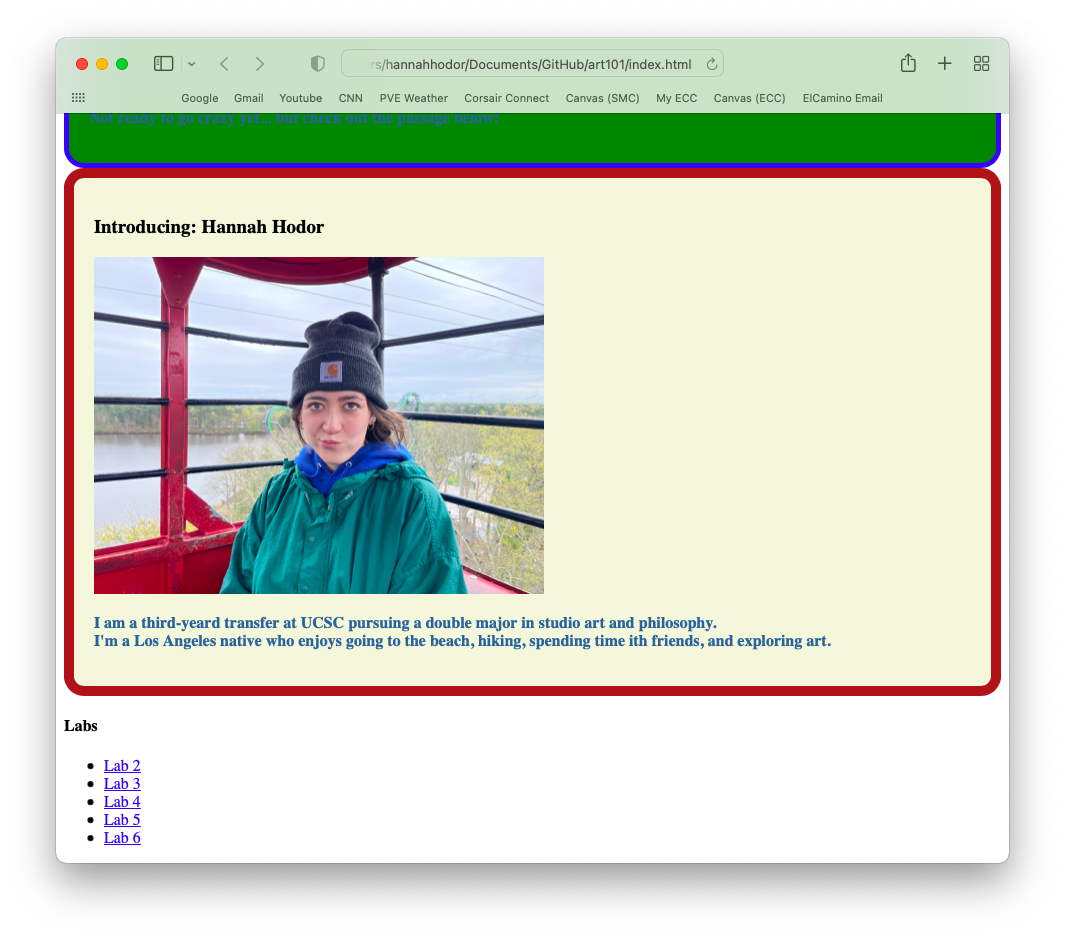 rs/hannahhodor/Documents/GitHub/art101/index.html
Google Gmail Youtube CNN PVE Weather Corsair Connect Canvas (SMC) My ECC Canvas (ECC) ElCamino Email
Not ready to go crazy yet... but check out the passage below!
Introducing: Hannah Hodor
I am a third-yeard transfer at UCSC pursuing a double major in studio art and philosophy.
I'm a Los Angeles native who enjoys going to the beach, hiking, spending time ith friends, and exploring art.
Labs
Lab 2
Lab 3
Lab 4
Lab 5
Lab 6